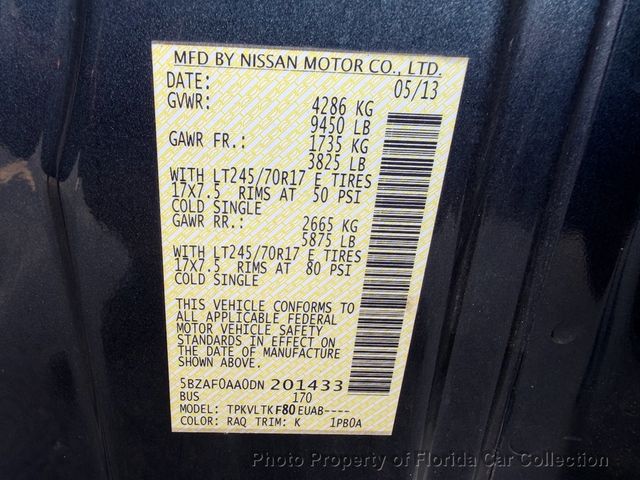 MFD BY NISSAN MOTOR CO., LTD.
DATE: 05/13
GVWR: 4286 KG
9450 LB
GAWR FR.: 1735 KG
3825 LB
WITH LT245/70R17 E TIRES
17X7.5 RIMS AT 50 PSI
COLD SINGLE
GAWR RR.: 2665 KG
5875 LB
WITH LT245/70R17 E TIRES
17X7.5 RIMS AT 80 PSI
COLD SINGLE
THIS VEHICLE CONFORMS TO
ALL APPLICABLE FEDERAL
MOTOR VEHICLE SAFETY
STANDARDS IN EFFECT ON
THE DATE OF MANUFACTURE
SHOWN ABOVE.
5BZAF0AA0DN 201433
BUS 170
MODEL: TPKVLTKF80EUAB----
COLOR: RAQ TRIM: K 1PB0A
Photo Property of Florida Car Collection